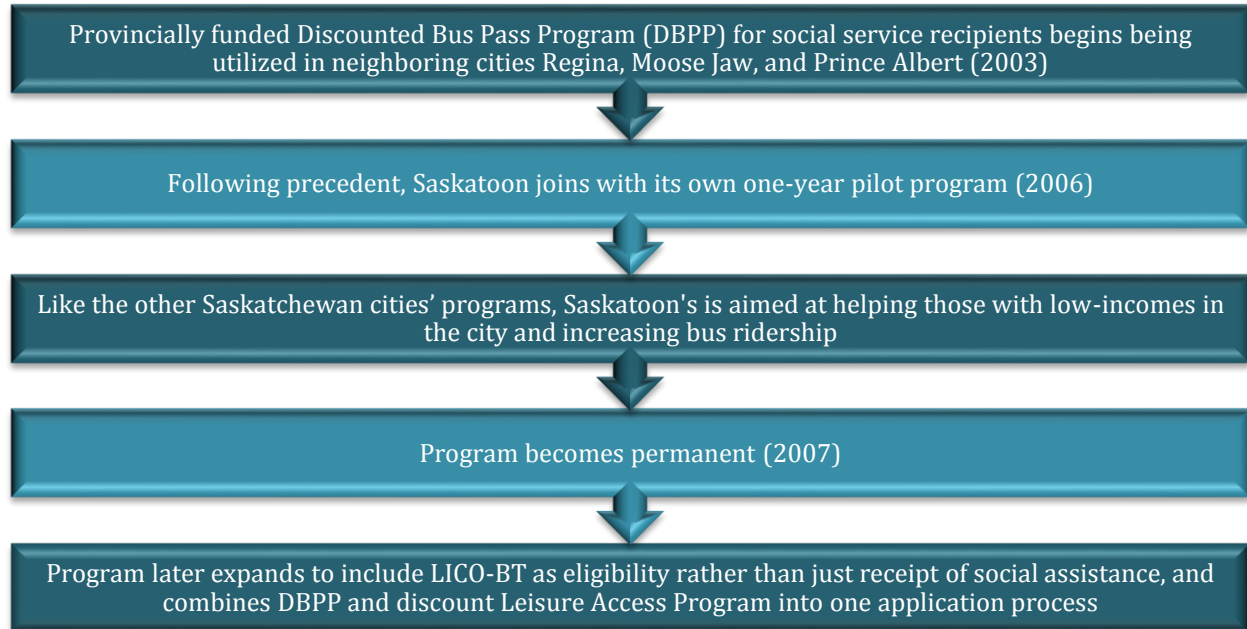 Provincially funded Discounted Bus Pass Program (DBPP) for social service recipients begins being
utilized in neighboring cities Regina, Moose Jaw, and Prince Albert (2003)
Following precedent, Saskatoon joins with its own one-year pilot program (2006)
Like the other Saskatchewan cities’ programs, Saskatoon's is aimed at helping those with low-incomes in
the city and increasing bus ridership
Program becomes permanent (2007)
Program later expands to include LICO-BT as eligibility rather than just receipt of social assistance, and
combines DBPP and discount Leisure Access Program into one application process